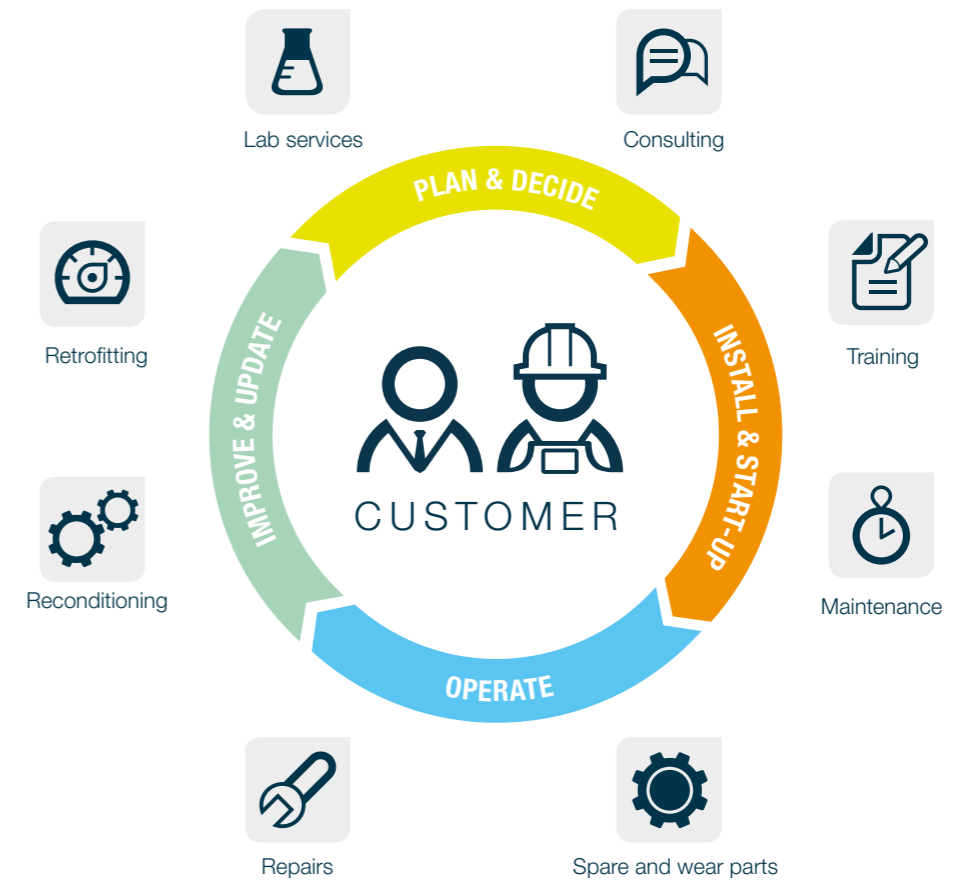 Lab services
Consulting
PLAN & DECIDE
Retrofitting
Training
IMPROVE & UPDATE
INSTALL & START-UP
CUSTOMER
Reconditioning
Maintenance
OPERATE
Repairs
Spare and wear parts